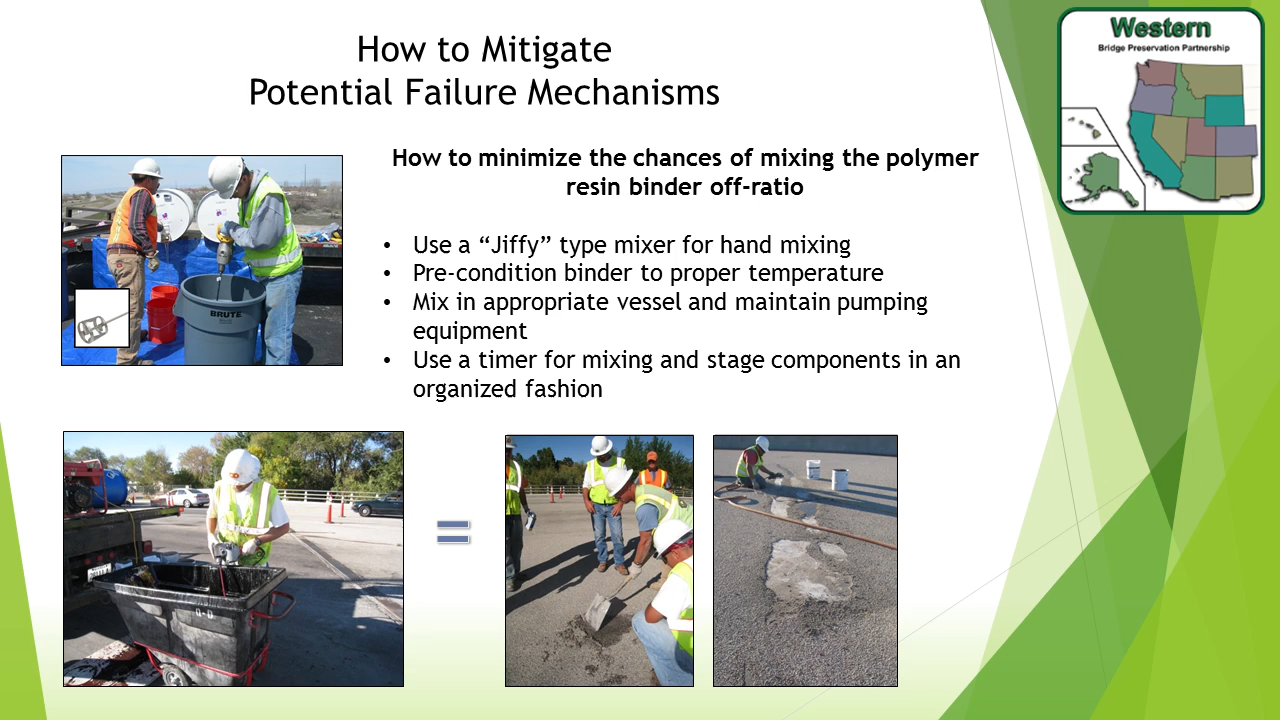 How to Mitigate
Potential Failure Mechanisms
Western
Bridge Preservation Partnership
How to minimize the chances of mixing the polymer
resin binder off-ratio
• Use a “Jiffy” type mixer for hand mixing
• Pre-condition binder to proper temperature
• Mix in appropriate vessel and maintain pumping
equipment
• Use a timer for mixing and stage components in an
organized fashion
BRUTE
=